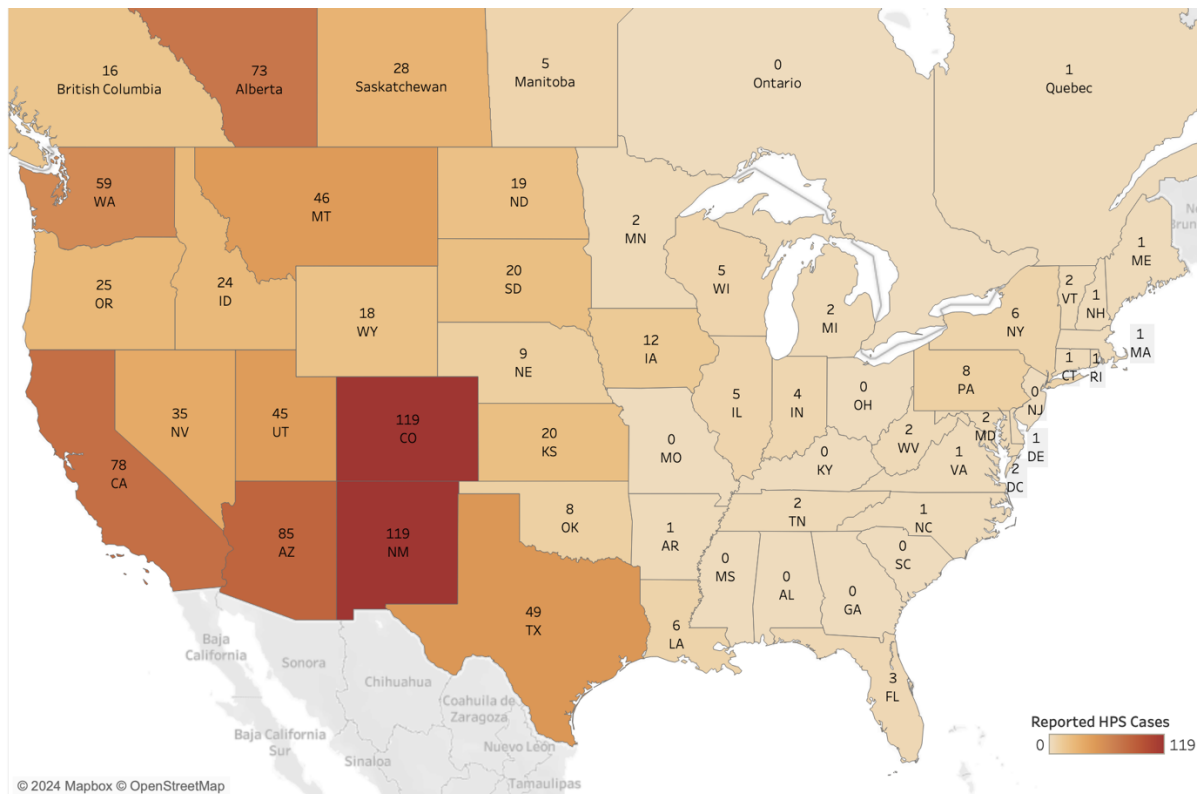 16
British Columbia
73
Alberta
28
Saskatchewan
5
Manitoba
0
Ontario
1
Quebec
59
WA
46
MT
19
ND
2
MN
1
ME
25
OR
24
ID
20
SD
5
WI
2
MI
2
VT
1
NH
6
NY
1
MA
18
WY
12
IA
9
NE
1
CT
1
RI
8
PA
0
NJ
35
NV
45
UT
119
CO
20
KS
0
MO
5
IL
4
IN
0
OH
2
WV
2
MD
1
DE
2
DC
1
VA
0
KY
78
CA
85
AZ
119
NM
8
OK
1
AR
2
TN
1
NC
0
SC
0
MS
0
AL
0
GA
49
TX
6
LA
3
FL
Baja
California
Sonora
Chihuahua
Coahuila de
Zaragoza
Baja California
Sur
Sinaloa
Nuevo León
Tamaulipas
Reported HPS Cases
0
119
© 2024 Mapbox © OpenStreetMap